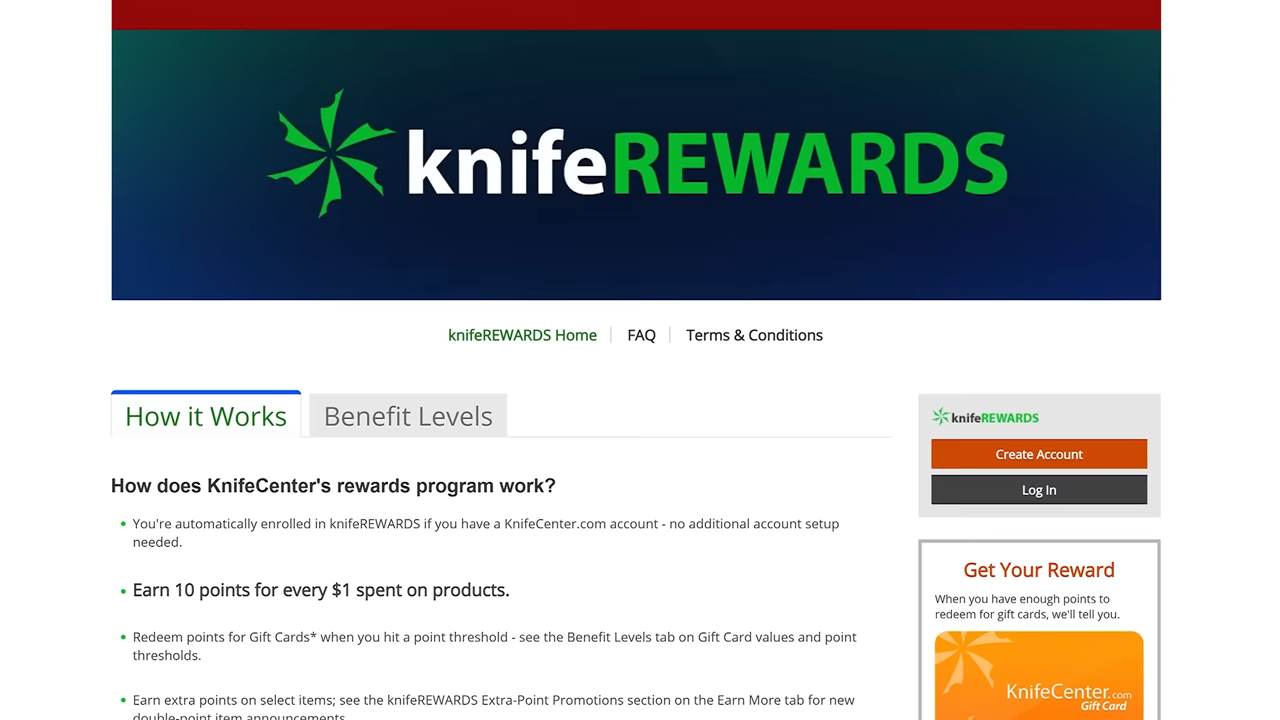 knifeREWARDS
knifeREWARDS Home
FAQ
Terms & Conditions
How it Works
Benefit Levels
How does KnifeCenter's rewards program work?
You're automatically enrolled in knifeREWARDS if you have a KnifeCenter.com account - no additional account setup
needed.
Earn 10 points for every $1 spent on products.
Redeem points for Gift Cards* when you hit a point threshold - see the Benefit Levels tab on Gift Card values and point
thresholds.
Earn extra points on select items; see the knifeREWARDS Extra-Point Promotions section on the Earn More tab for new
double-point item announcements.
knifeREWARDS
Create Account
Log In
Get Your Reward
When you have enough points to
redeem for gift cards, we'll tell you.
KnifeCenter.com
Gift Card